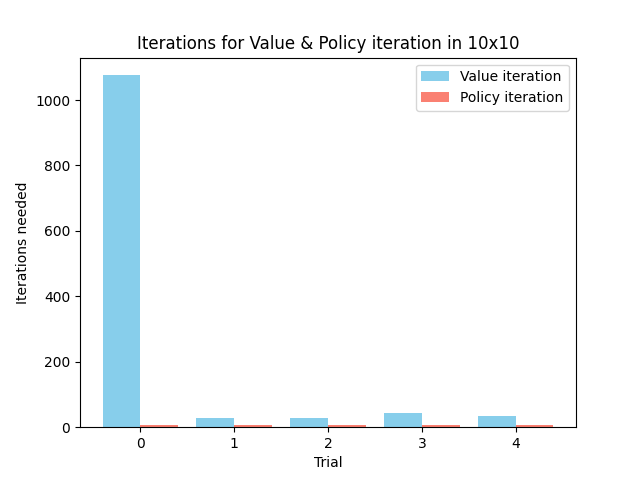 Iterations for Value & Policy iteration in 10x10
Value iteration
Policy iteration
Iterations needed
1000
800
600
400
200
0
0 1 2 3 4
Trial